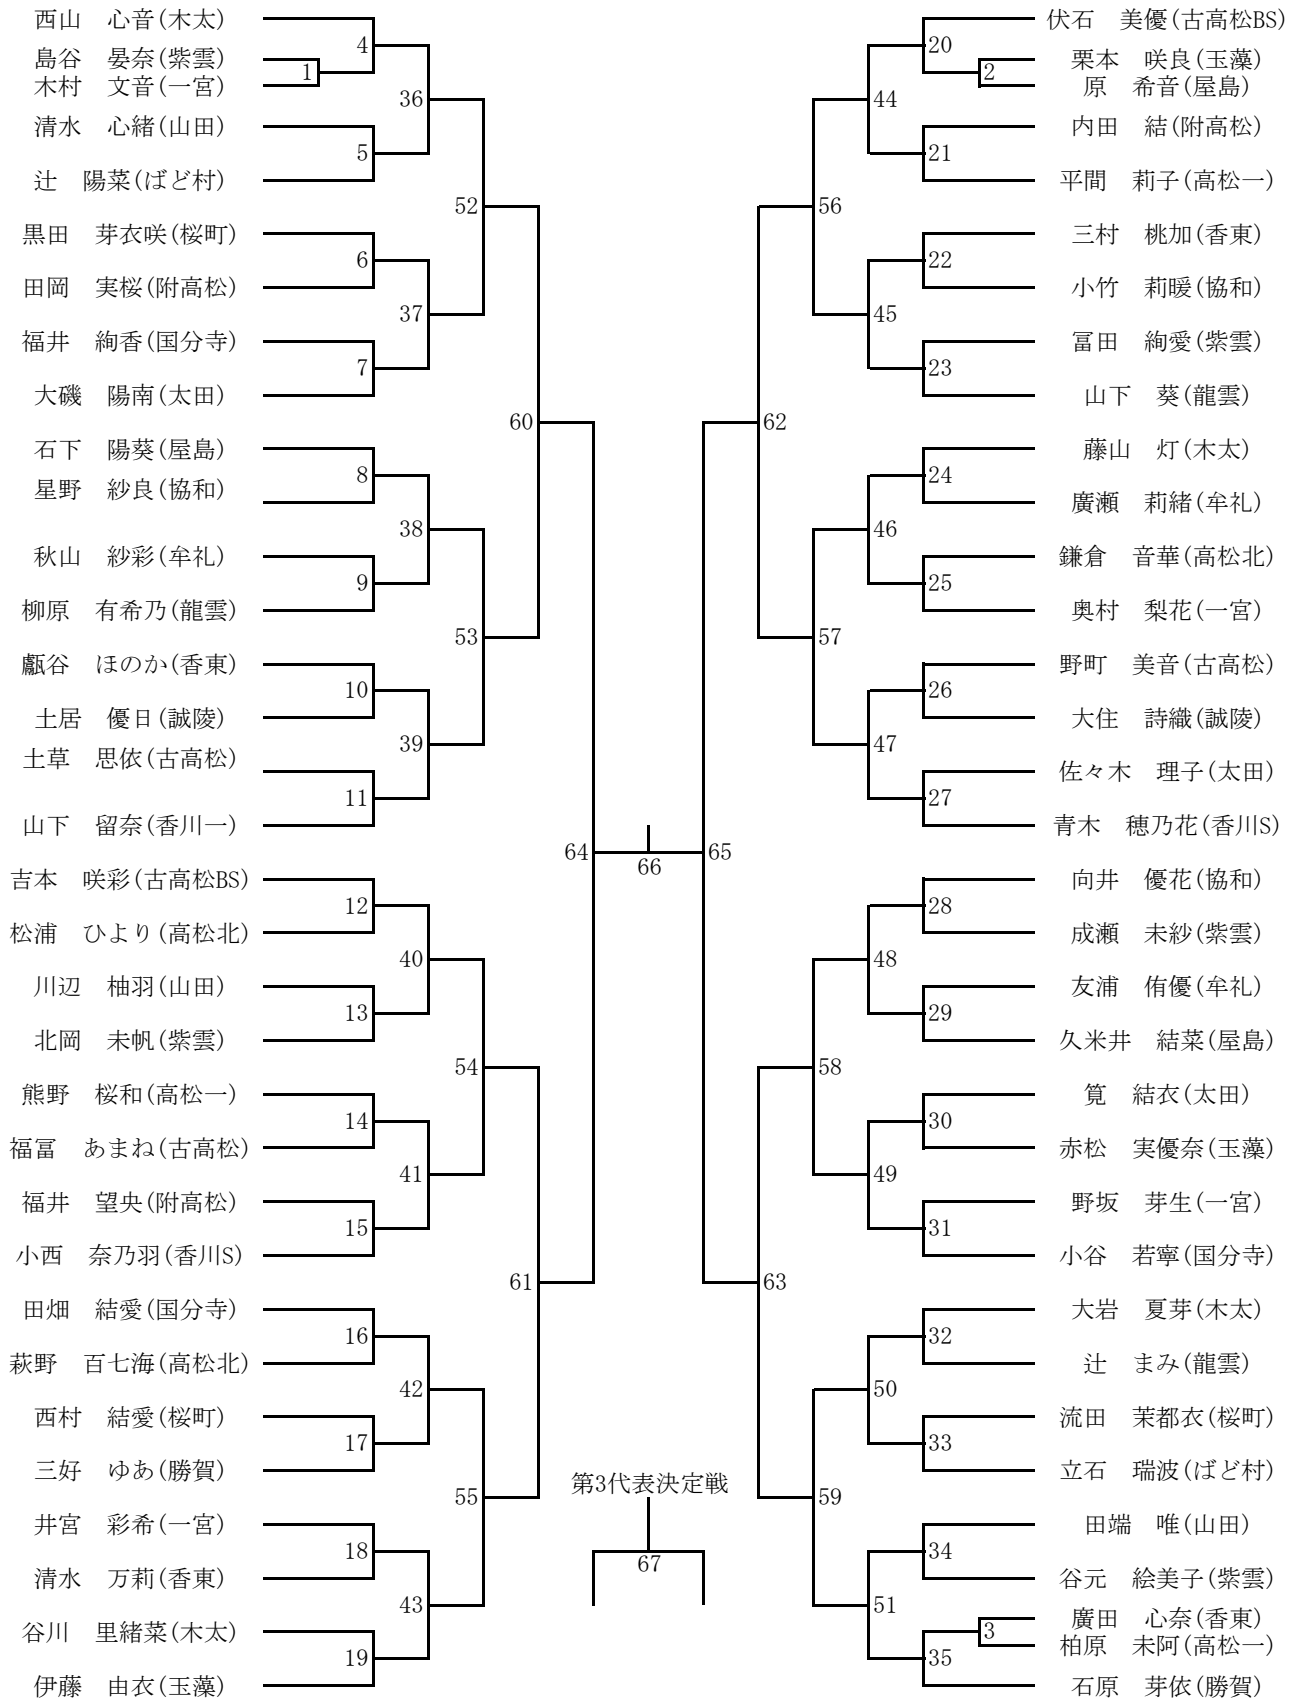 西山　心音(木太)
島谷　晏奈(紫雲)
木村　文音(一宮)
清水　心緒(山田)
辻　陽菜(ばど村)
黒田　芽衣咲(桜町)
田岡　実桜(附高松)
福井　絢香(国分寺)
大磯　陽南(太田)
石下　陽葵(屋島)
星野　紗良(協和)
秋山　紗彩(牟礼)
柳原　有希乃(龍雲)
甗谷　ほのか(香東)
土居　優日(誠陵)
土草　思依(古高松)
山下　留奈(香川一)
吉本　咲彩(古高松BS)
松浦　ひより(高松北)
川辺　柚羽(山田)
北岡　未帆(紫雲)
熊野　桜和(高松一)
福冨　あまね(古高松)
福井　望央(附高松)
小西　奈乃羽(香川S)
田畑　結愛(国分寺)
萩野　百七海(高松北)
西村　結愛(桜町)
三好　ゆあ(勝賀)
井宮　彩希(一宮)
清水　万莉(香東)
谷川　里緒菜(木太)
伊藤　由衣(玉藻)
1
4
5
6
7
8
9
10
11
12
13
14
15
16
17
18
19
36
37
38
39
40
41
42
43
52
53
54
55
60
61
64
66
65
第3代表決定戦
67
62
63
56
57
58
59
44
45
46
47
48
49
50
51
20
21
22
23
24
25
26
27
28
29
30
31
32
33
34
35
2
3
伏石　美優(古高松BS)
栗本　咲良(玉藻)
原　希音(屋島)
内田　結(附高松)
平間　莉子(高松一)
三村　桃加(香東)
小竹　莉暖(協和)
冨田　絢愛(紫雲)
山下　葵(龍雲)
藤山　灯(木太)
廣瀬　莉緒(牟礼)
鎌倉　音華(高松北)
奥村　梨花(一宮)
野町　美音(古高松)
大住　詩織(誠陵)
佐々木　理子(太田)
青木　穂乃花(香川S)
向井　優花(協和)
成瀬　未紗(紫雲)
友浦　侑優(牟礼)
久米井　結菜(屋島)
筧　結衣(太田)
赤松　実優奈(玉藻)
野坂　芽生(一宮)
小谷　若寧(国分寺)
大岩　夏芽(木太)
辻　まみ(龍雲)
流田　茉都衣(桜町)
立石　瑞波(ばど村)
田端　唯(山田)
谷元　絵美子(紫雲)
廣田　心奈(香東)
柏原　未阿(高松一)
石原　芽依(勝賀)